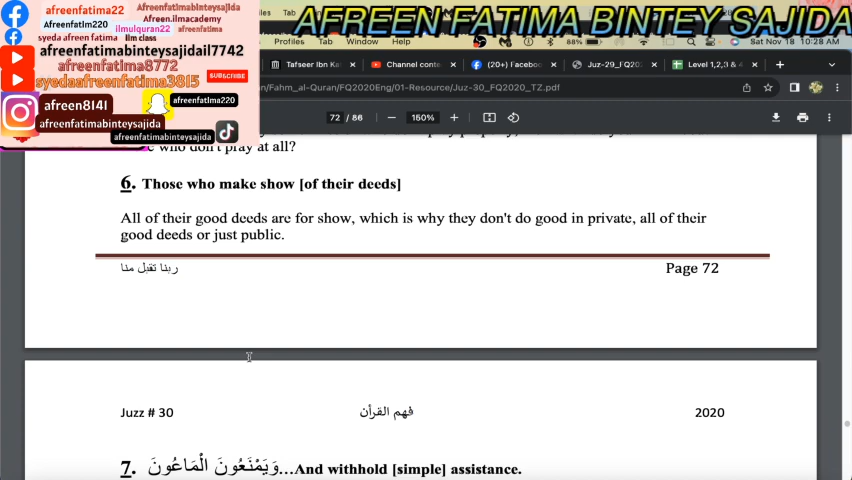 AFREEN FATIMA BINTEY SAJIDA
afreenfatima22
Afreenfatimabinteysajida
Afreen.ilmacademy
Afreenfatim220
ilmulquran22
afreenfatima
syeda afreen fatima
ilm class
afreenfatimabinteysajidail7742
afreenfatima8772
syedaafreenfatima3815
SUBSCRIBE
afreen8141
afreenfatima220
afreenfatimabinteysajida
afreenfatimabinteysajida
Profiles Tab Window Help 88% Sat Nov 18 10:28 AM
Tafseer Ibn Ka Channel conte (20+) Facebo Juz-29_FQ20 Level 1,2,3 & 4
an/Fahm_al-Quran/FQ2020Eng/01-Resource/Juz-30_FQ2020_TZ.pdf
72 / 86 150%
who don't pray at all?
6. Those who make show [of their deeds]
All of their good deeds are for show, which is why they don't do good in private, all of their
good deeds or just public.
ربنا تقبل منا Page 72
Juzz # 30 فهم القرأن 2020
7. وَيَمْنَعُونَ الْمَاعُونَ...And withhold [simple] assistance.